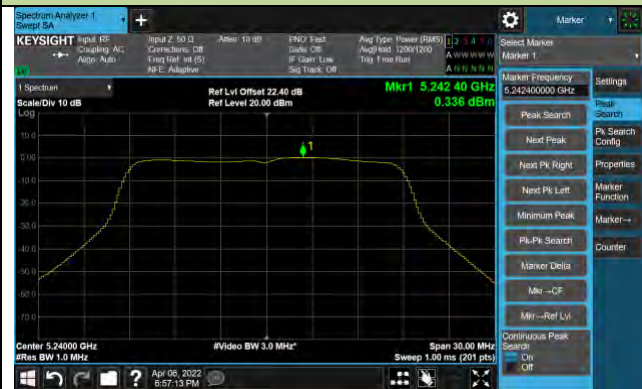 Spectrum Analyzer 1
Swept SA
+
Marker
KEYSIGHT
Input: RF
Coupling: AC
Align: Auto
Input Z: 50 Ω
Corrections: Off
Freq Ref: Int (S)
NFE: Adaptive
Atten: 10 dB
PNO: Fast
Gate: Off
IF Gain: Low
Sig Track: Off
Avg Type: Power (RMS)
Avg|Hold: 1200/1200
Trig: Free Run
1 2 3 4 5 6
A W W W W W
A N N N N N
Select Marker
Marker 1
1 Spectrum
Scale/Div 10 dB
Log
Ref Lvl Offset 22.40 dB
Ref Level 20.00 dBm
Mkr1 5.242 40 GHz
0.336 dBm
Marker Frequency
5.242400000 GHz
Settings
Peak Search
Peak
Search
Next Peak
Pk Search
Config
Next Pk Right
Properties
Next Pk Left
Marker
Function
Minimum Peak
Marker→
Pk-Pk Search
Counter
Marker Delta
Mkr→CF
Mkr→Ref Lvl
Continuous Peak
Search
On
Off
10.0
0.00
-10.0
-20.0
-30.0
-40.0
-50.0
-60.0
-70.0
1
Center 5.24000 GHz
#Res BW 1.0 MHz
#Video BW 3.0 MHz*
Span 30.00 MHz
Sweep 1.00 ms (201 pts)
?
Apr 06, 2022
6:57:13 PM